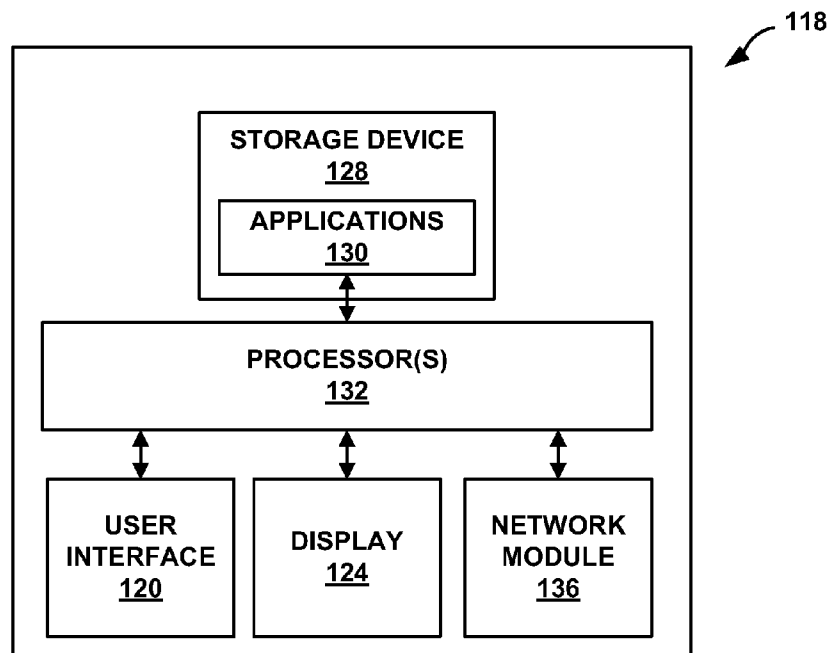 118
STORAGE DEVICE
128
APPLICATIONS
130
PROCESSOR(S)
132
USER
INTERFACE
120
DISPLAY
124
NETWORK
MODULE
136